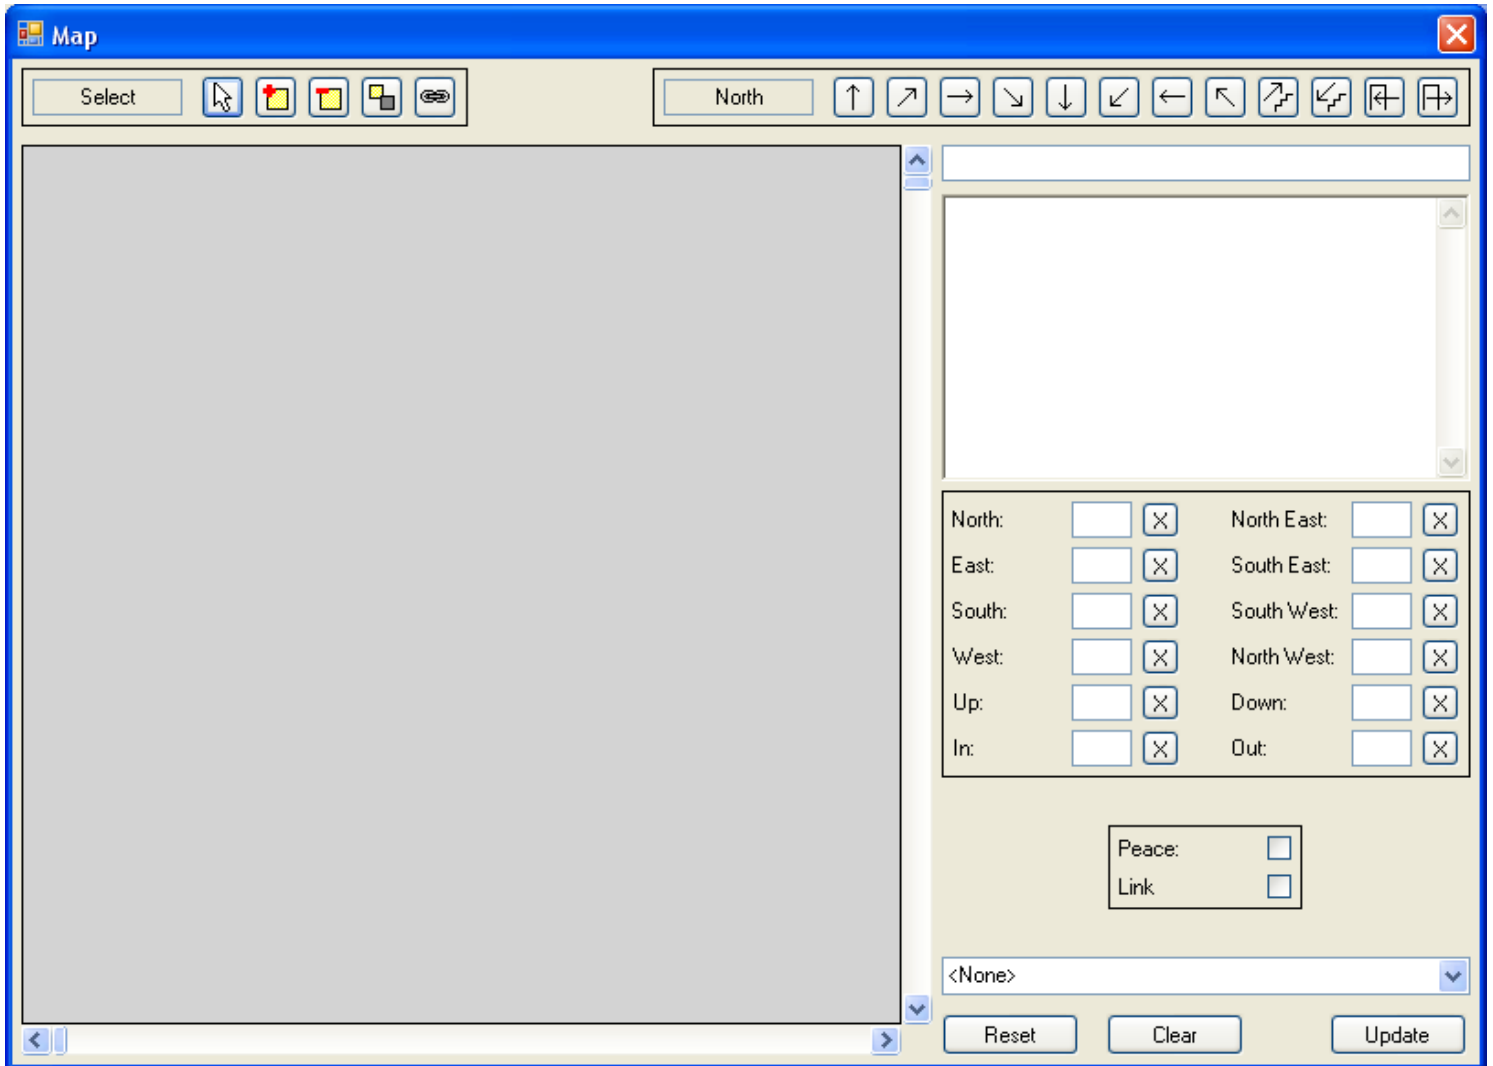 Map
Select
North
North: X North East: X
East: X South East: X
South: X South West: X
West: X North West: X
Up: X Down: X
In: X Out: X
Peace:
Link
<None>
Reset Clear Update